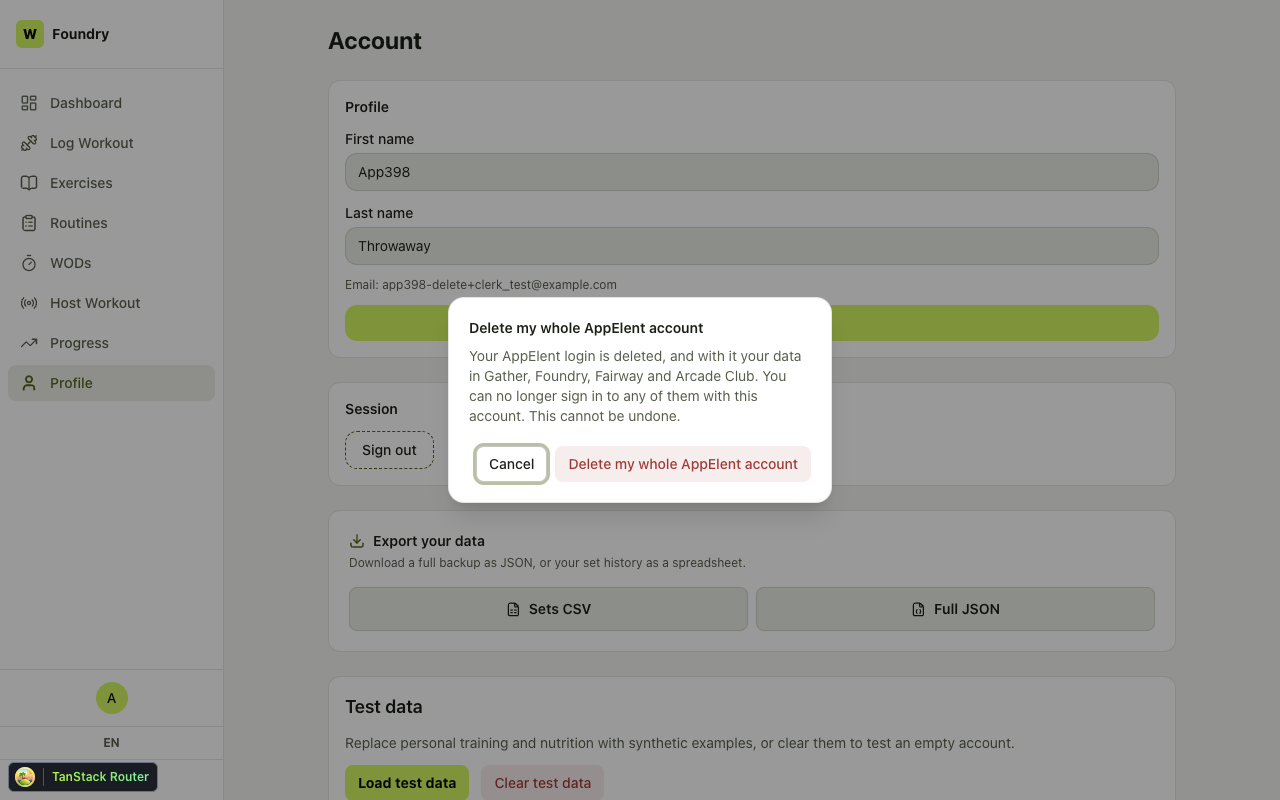 W Foundry
Dashboard
Log Workout
Exercises
Routines
WODs
Host Workout
Progress
Profile
A
EN
TanStack Router
Account
Profile
First name
App398
Last name
Throwaway
Email: app398-delete+clerk_test@example.com
Delete my whole AppElent account
Your AppElent login is deleted, and with it your data
in Gather, Foundry, Fairway and Arcade Club. You
can no longer sign in to any of them with this
account. This cannot be undone.
Cancel
Delete my whole AppElent account
Session
Sign out
Export your data
Download a full backup as JSON, or your set history as a spreadsheet.
Sets CSV
Full JSON
Test data
Replace personal training and nutrition with synthetic examples, or clear them to test an empty account.
Load test data
Clear test data